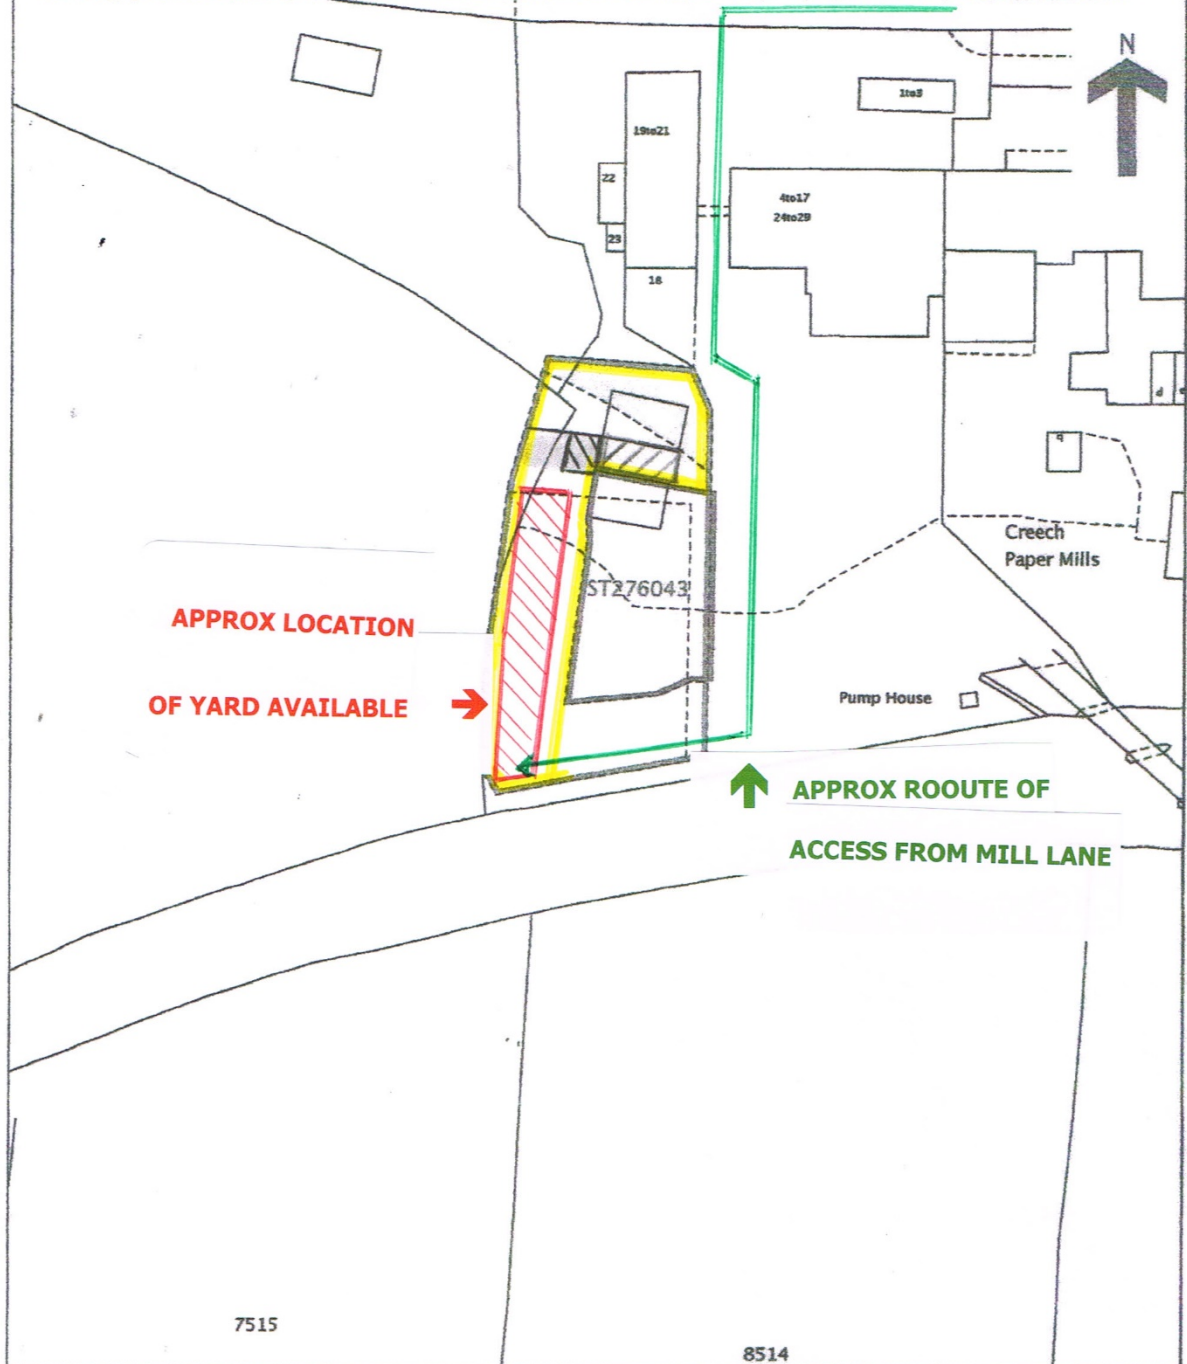 N
1to3
19to21
22
4to17
24to29
23
18
d
q
Creech
Paper Mills
ST276043
APPROX LOCATION
OF YARD AVAILABLE
Pump House
APPROX ROOUTE OF
ACCESS FROM MILL LANE
7515
8514